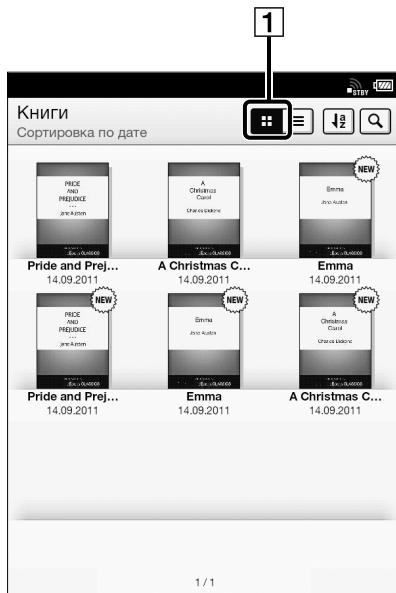 1
STBY
Книги
Сортировка по дате
PRIDE
AND
PREJUDICE
Jane Austen
A
Christmas
Carol
Charles Dickens
NEW
Emma
Jane Austen
Pride and Prej...
A Christmas C...
Emma
14.09.2011
14.09.2011
14.09.2011
NEW
PRIDE
AND
PREJUDICE
Jane Austen
NEW
Emma
Jane Austen
NEW
A
Christmas
Carol
Charles Dickens
Pride and Prej...
Emma
A Christmas C...
14.09.2011
14.09.2011
14.09.2011
1 / 1